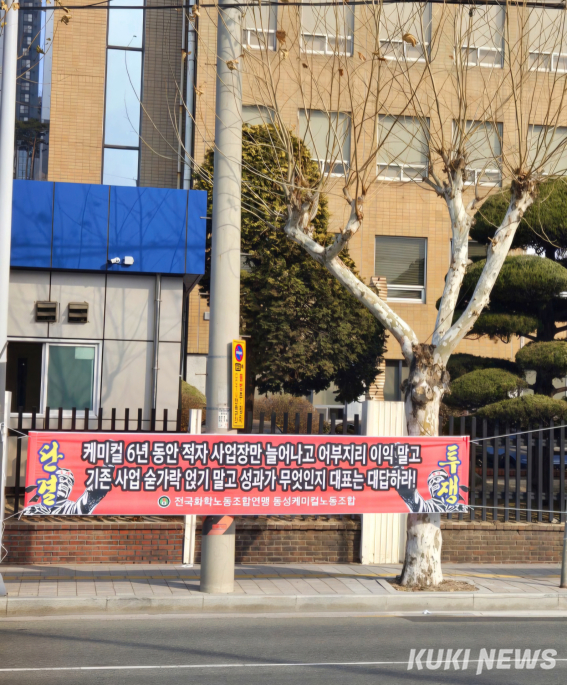 단결
케미컬 6년 동안 적자 사업장만 늘어나고 어부지리 이익 말고
기존 사업 숟가락 얹기 말고 성과가 무엇인지 대표는 대답하라!
전국화학노동조합연맹 동성케미컬노동조합
투쟁
KUKI NEWS